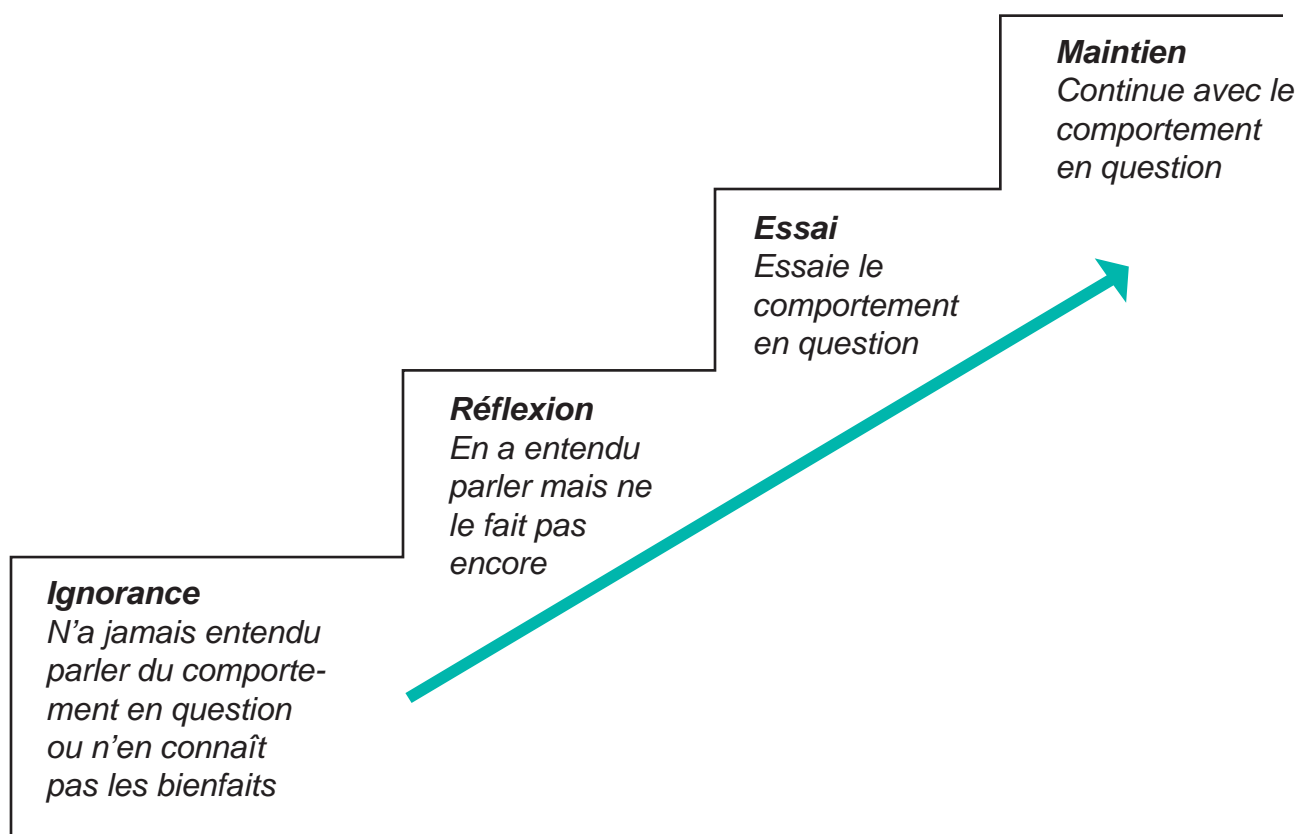 Maintien
Continue avec le
comportement
en question
Essai
Essaie le
comportement
en question
Réflexion
En a entendu
parler mais ne
le fait pas
encore
Ignorance
N’a jamais entendu
parler du comporte-
ment en question
ou n’en connaît
pas les bienfaits